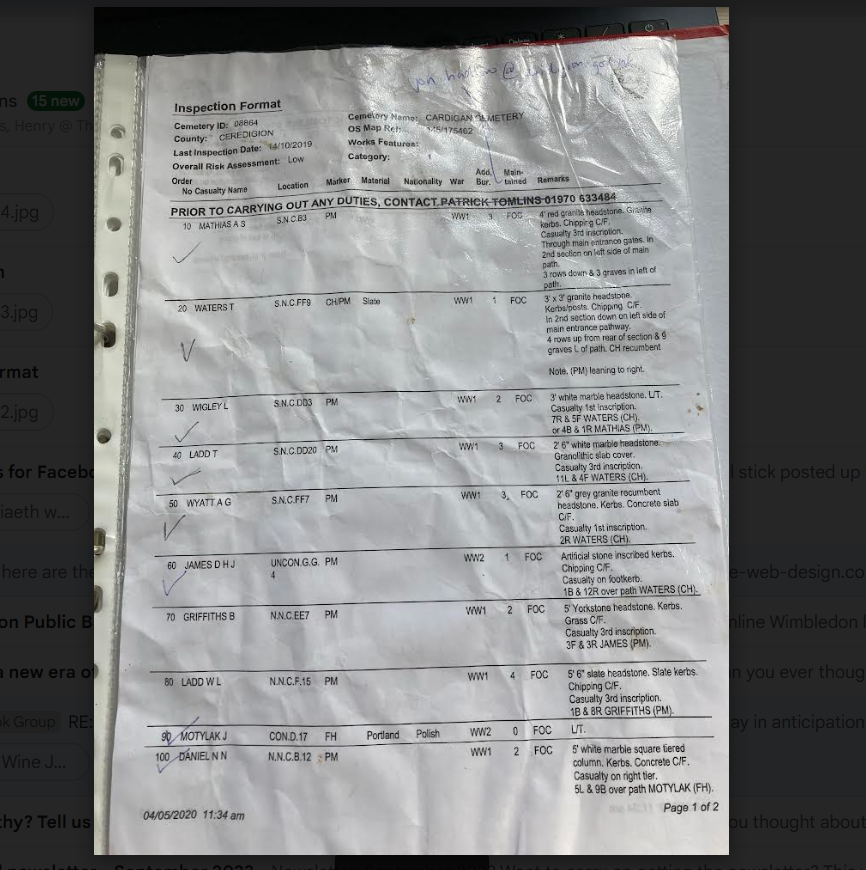 15 new
4.jpg
3.jpg
2.jpg
Inspection Format
Cemetery ID: 08864
Cemetery Name: CARDIGAN CEMETERY
County: CEREDIGION
OS Map Ref: 145/175462
Last Inspection Date: 14/10/2019
Works Features:
Overall Risk Assessment: Low
Category:
Order No Casualty Name Location Marker Material Nationality War Add. Bur. Main-tained Remarks
PRIOR TO CARRYING OUT ANY DUTIES, CONTACT PATRICK TOMLINS 01970 633484
10 MATHIAS A S S.N.C.B3 PM WW1 3 FOC 4' red granite headstone. Granite
kerbs. Chipping C/F.
Casualty 3rd inscription.
Through main entrance gates. In
2nd section on left side of main
path.
3 rows down & 3 graves in left of
path.
20 WATERS T S.N.C.FF9 CH/PM Slate WW1 1 FOC 3' x 3' granite headstone.
Kerbs/posts. Chipping C/F.
In 2nd section down on left side of
main entrance pathway.
4 rows up from rear of section & 9
graves L of path. CH recumbent
Note. (PM) leaning to right.
30 WIGLEY L S.N.C.DD3 PM WW1 2 FOC 3' white marble headstone. L/T.
Casualty 1st inscription.
7R & 5F WATERS (CH).
or 4B & 1R MATHIAS (PM).
40 LADD T S.N.C.DD20 PM WW1 3 FOC 2' 6" white marble headstone.
Granolithic slab cover.
Casualty 3rd inscription.
11L & 4F WATERS (CH).
50 WYATT A G S.N.C.FF7 PM WW1 3 FOC 2' 6" grey granite recumbent
headstone. Kerbs. Concrete slab
C/F.
Casualty 1st inscription.
2R WATERS (CH).
60 JAMES D H J UNCON.G.G. 4 PM WW2 1 FOC Artificial stone inscribed kerbs.
Chipping C/F.
Casualty on footkerb.
1B & 12R over path WATERS (CH).
70 GRIFFITHS B N.N.C.EE7 PM WW1 2 FOC 5' Yorkstone headstone. Kerbs.
Grass C/F.
Casualty 3rd inscription.
3F & 3R JAMES (PM).
80 LADD W L N.N.C.F.15 PM WW1 4 FOC 5' 6" slate headstone. Slate kerbs.
Chipping C/F.
Casualty 3rd inscription.
1B & 8R GRIFFITHS (PM).
90 MOTYLAK J CON.D.17 FH Portland Polish WW2 0 FOC L/T.
100 DANIEL N N N.N.C.B.12 PM WW1 2 FOC 5' white marble square tiered
column. Kerbs. Concrete C/F.
Casualty on right tier.
5L & 9B over path MOTYLAK (FH).
04/05/2020 11:34 am
Page 1 of 2